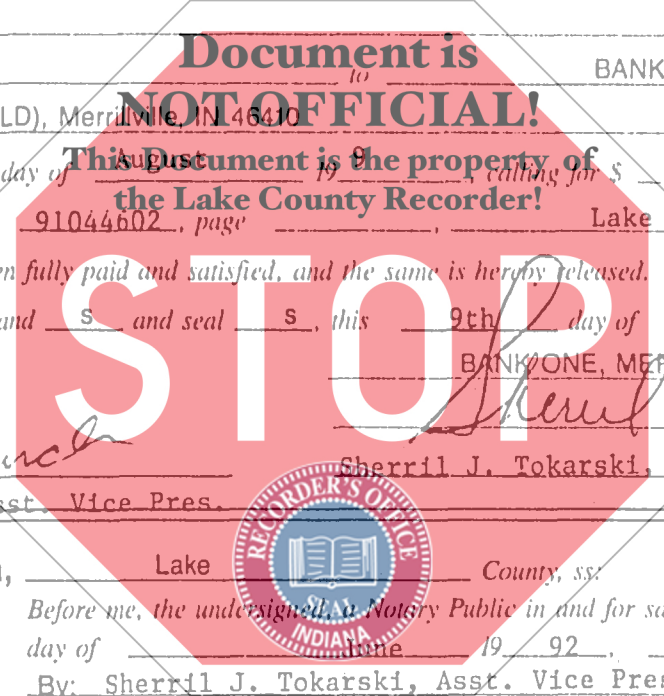 Document is
to BANK
NOT OFFICIAL!
LD), Merrillville, IN 46410
This Document is the property of
day of August 19 9 , calling for $
the Lake County Recorder!
91044602 , page , Lake
en fully paid and satisfied, and the same is hereby released.
and S and seal S , this 9th day of
STOP
BANK ONE, MER
Sherril
Sherril J. Tokarski,
sst. Vice Pres.
RECORDER'S OFFICE
SEAL
INDIANA
, Lake County, ss:
Before me, the undersigned, a Notary Public in and for sa
day of June 19 92 ,
By: Sherril J. Tokarski, Asst. Vice Pres